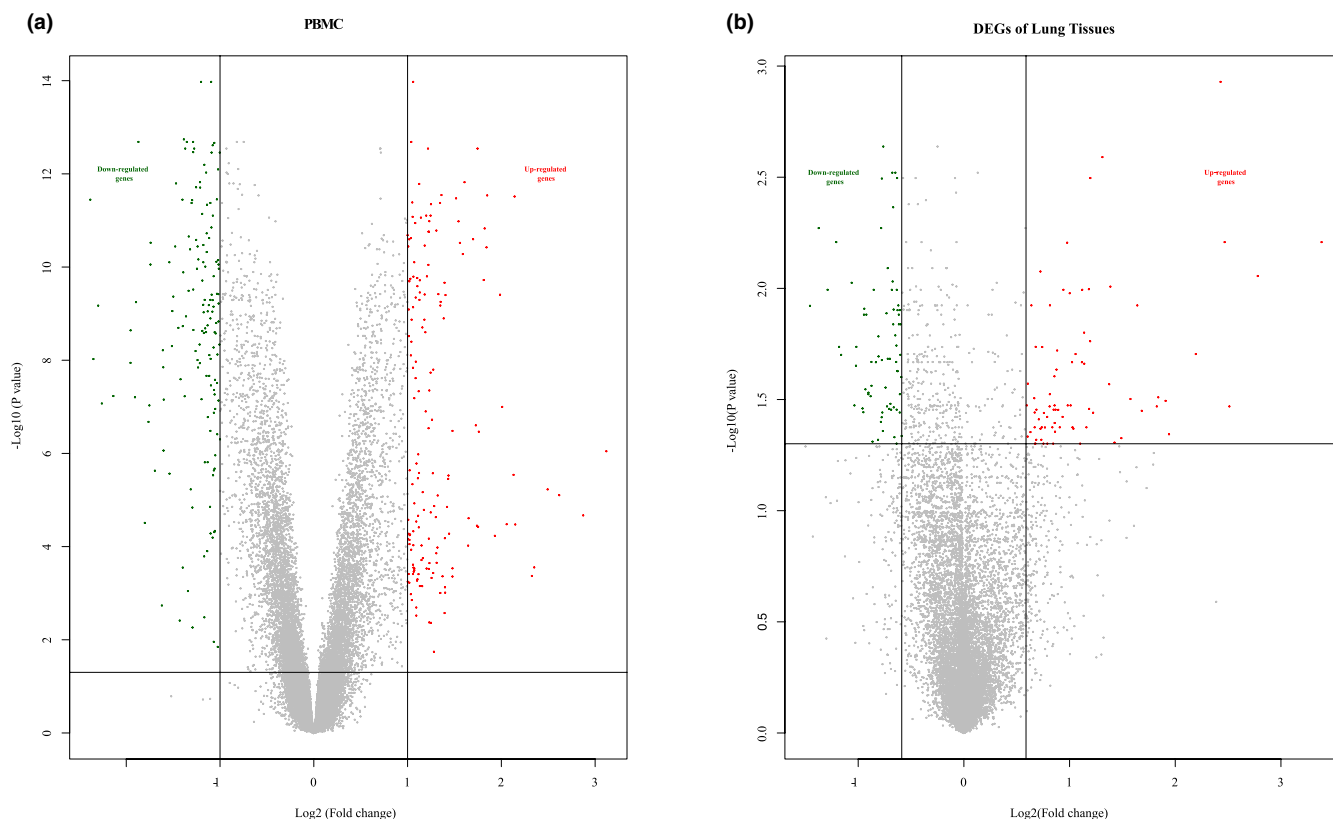 (a)
PBMC
Down-regulated
genes
Up-regulated
genes
-Log10 (P value)
14
12
10
8
6
4
2
0
-1
0
1
2
3
Log2 (Fold change)
(b)
DEGs of Lung Tissues
Down-regulated
genes
Up-regulated
genes
-Log10(P value)
3.0
2.5
2.0
1.5
1.0
0.5
0.0
-1
0
1
2
3
Log2(Fold change)